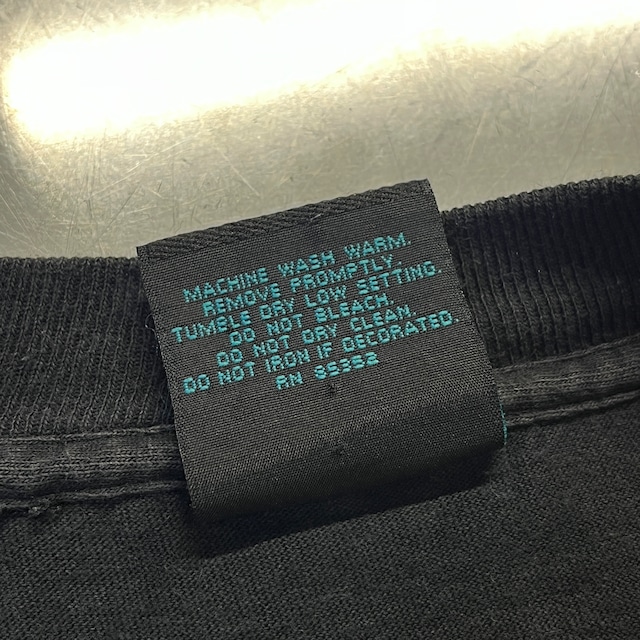 MACHINE WASH WARM.
REMOVE PROMPTLY.
TUMBLE DRY LOW SETTING.
DO NOT BLEACH.
DO NOT DRY CLEAN.
DO NOT IRON IF DECORATED.
RN